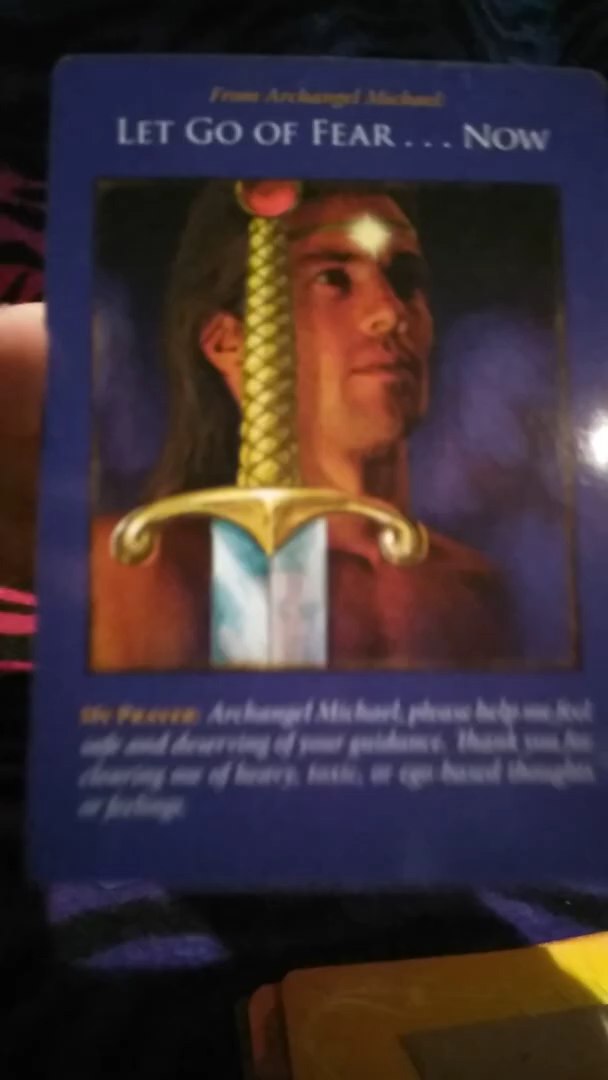 From Archangel Michael:
LET GO OF FEAR . . . NOW
My Prayer: Archangel Michael, please help me feel
safe and deserving of your guidance. Thank you for
clearing me of heavy, toxic, or ego-based thoughts
or feelings.